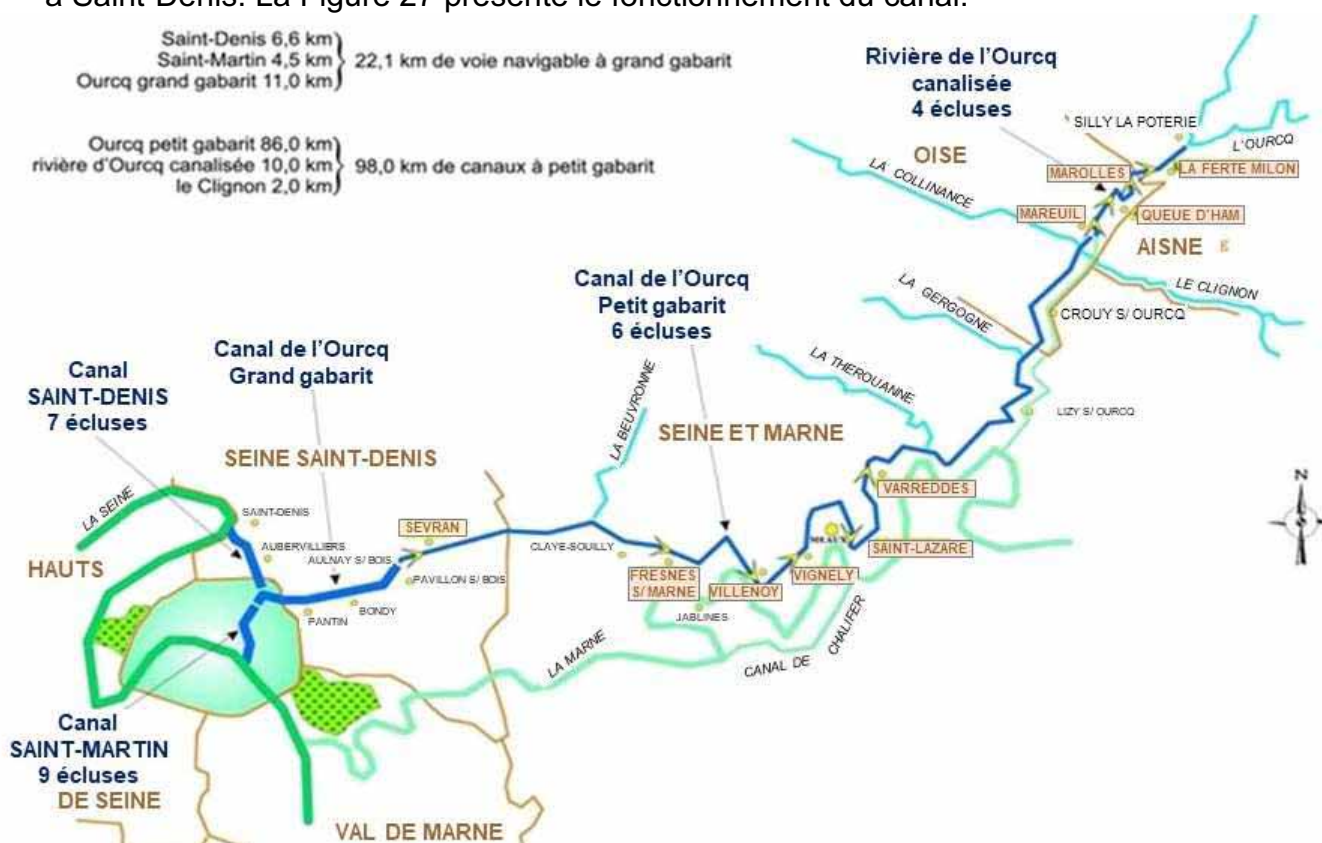 à Saint-Denis. La Figure 27 présente le fonctionnement du canal.
Saint-Denis 6,6 km
Saint-Martin 4,5 km
Ourcq grand gabarit 11,0 km
22,1 km de voie navigable à grand gabarit
Ourcq petit gabarit 86,0 km
rivière d'Ourcq canalisée 10,0 km
le Clignon 2,0 km
98,0 km de canaux à petit gabarit
Rivière de l'Ourcq
canalisée
4 écluses
SILLY LA POTERIE
L'OURCQ
OISE
LA COLLINANCE
MAROLLES
LA FERTE MILON
MAREUIL
QUEUE D'HAM
AISNE
LE CLIGNON
LA GERGOGNE
CROUY S/ OURCQ
Canal de l'Ourcq
Petit gabarit
6 écluses
Canal de l'Ourcq
Grand gabarit
Canal
SAINT-DENIS
7 écluses
LA THEROUANNE
LA BEUVRONNE
LIZY S/ OURCQ
SEINE ET MARNE
SEINE SAINT-DENIS
VARREDDES
LA SEINE
SAINT-DENIS
SEVRAN
N
AUBERVILLIERS
AULNAY S/ BOIS
CLAYE-SOUILLY
MEAUX
SAINT-LAZARE
HAUTS
PAVILLON S/ BOIS
FRESNES
S/ MARNE
VILLENOY
VIGNELY
BONDY
PANTIN
JABLINES
LA MARNE
CANAL DE
CHALIFER
Canal
SAINT-MARTIN
9 écluses
DE SEINE
VAL DE MARNE